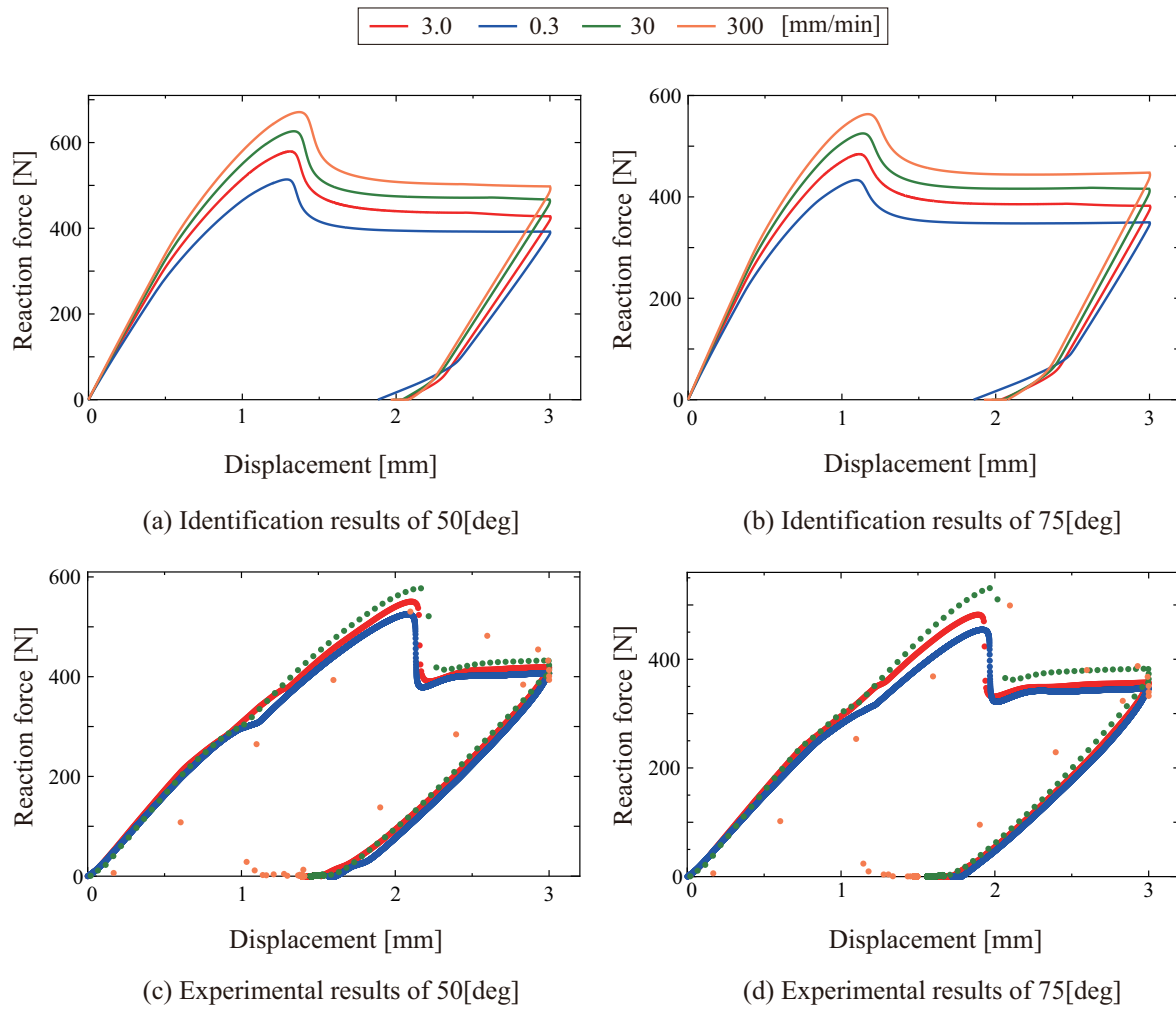 3.0 0.3 30 300 [mm/min]
600
400
200
0
Reaction force [N]
0 1 2 3
Displacement [mm]
(a) Identification results of 50[deg]
600
400
200
0
Reaction force [N]
0 1 2 3
Displacement [mm]
(b) Identification results of 75[deg]
600
400
200
0
Reaction force [N]
0 1 2 3
Displacement [mm]
(c) Experimental results of 50[deg]
400
200
0
Reaction force [N]
0 1 2 3
Displacement [mm]
(d) Experimental results of 75[deg]